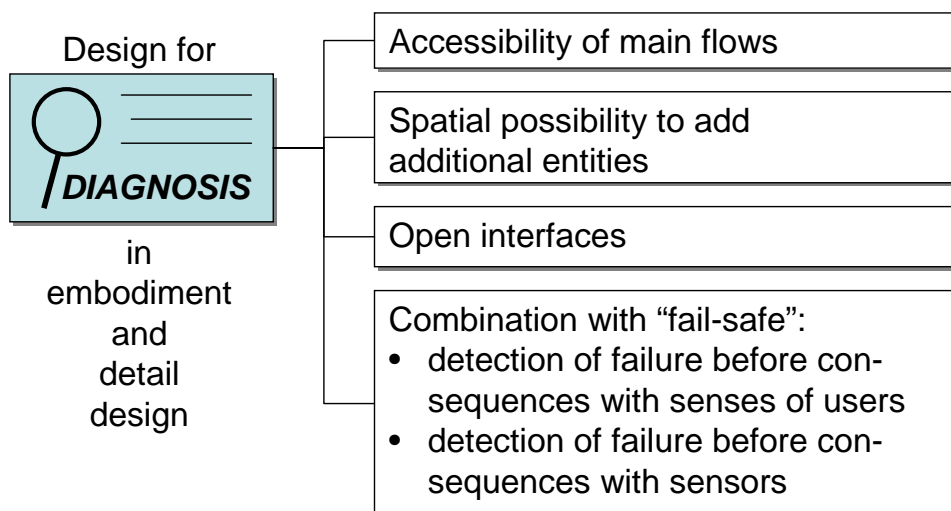 Design for
DIAGNOSIS
in
embodiment
and
detail
design
Accessibility of main flows
Spatial possibility to add
additional entities
Open interfaces
Combination with “fail-safe”:
• detection of failure before con-
sequences with senses of users
• detection of failure before con-
sequences with sensors